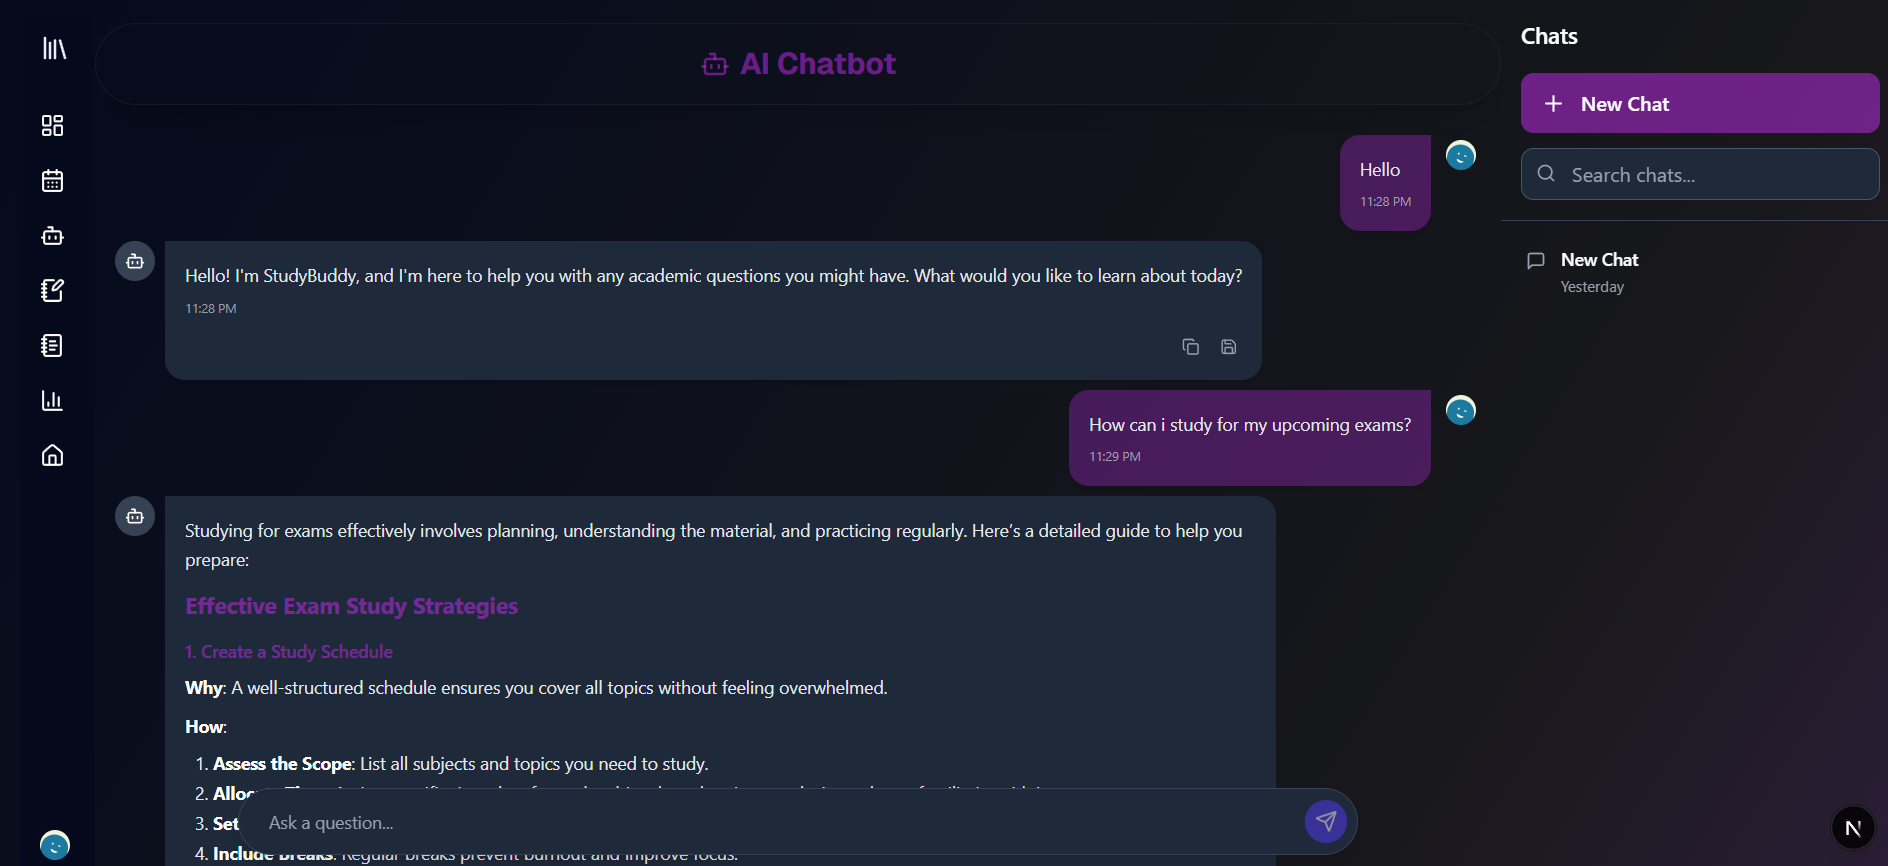 AI Chatbot
Hello
11:28 PM
Hello! I'm StudyBuddy, and I'm here to help you with any academic questions you might have. What would you like to learn about today?
11:28 PM
How can i study for my upcoming exams?
11:29 PM
Studying for exams effectively involves planning, understanding the material, and practicing regularly. Here’s a detailed guide to help you
prepare:
Effective Exam Study Strategies
1. Create a Study Schedule
Why: A well-structured schedule ensures you cover all topics without feeling overwhelmed.
How:
1. Assess the Scope: List all subjects and topics you need to study.
2.
3. Set
4. Include Breaks: Regular breaks prevent burnout and improve focus.
Ask a question...
Chats
New Chat
Search chats...
New Chat
Yesterday
N